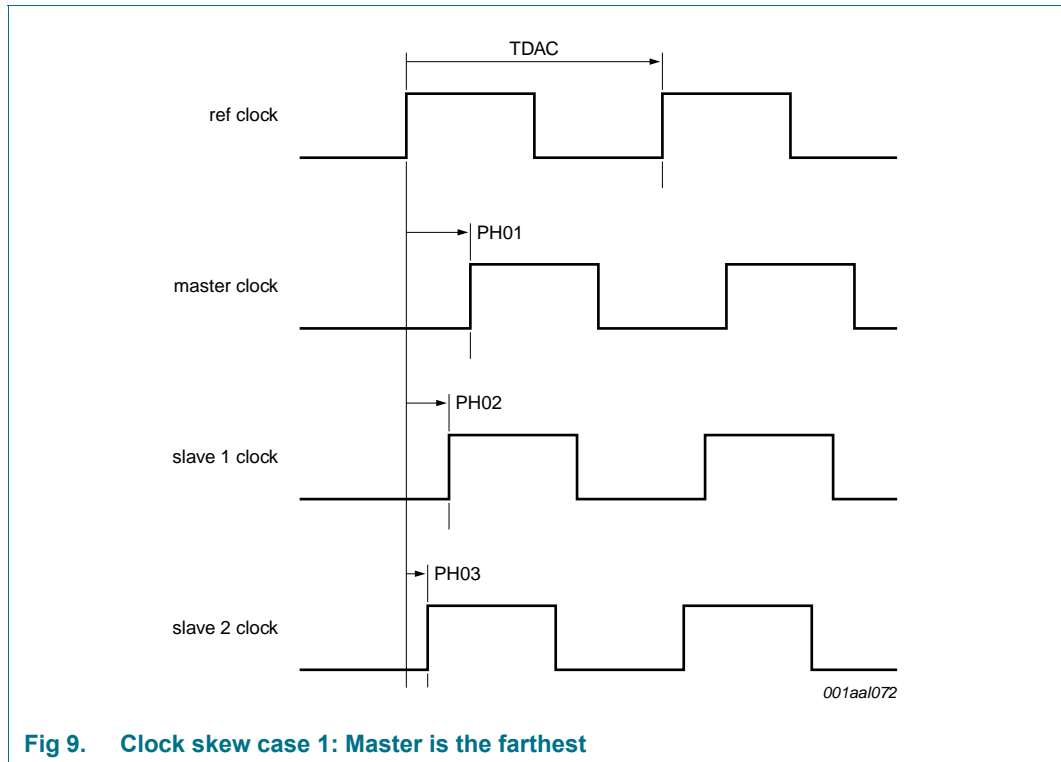 TDAC
ref clock
PH01
master clock
PH02
slave 1 clock
PH03
slave 2 clock
001aal072
Fig 9. Clock skew case 1: Master is the farthest